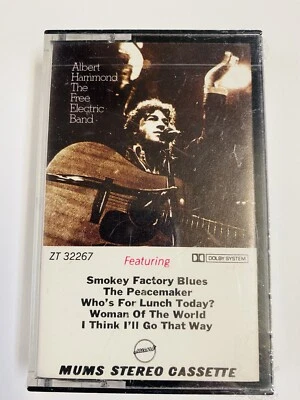 Albert
Hammond
The
Free
Electric
Band
ZT 32267
Featuring
DOLBY SYSTEM
Smokey Factory Blues
The Peacemaker
Who's For Lunch Today?
Woman Of The World
I Think I'll Go That Way
MUMS STEREO CASSETTE